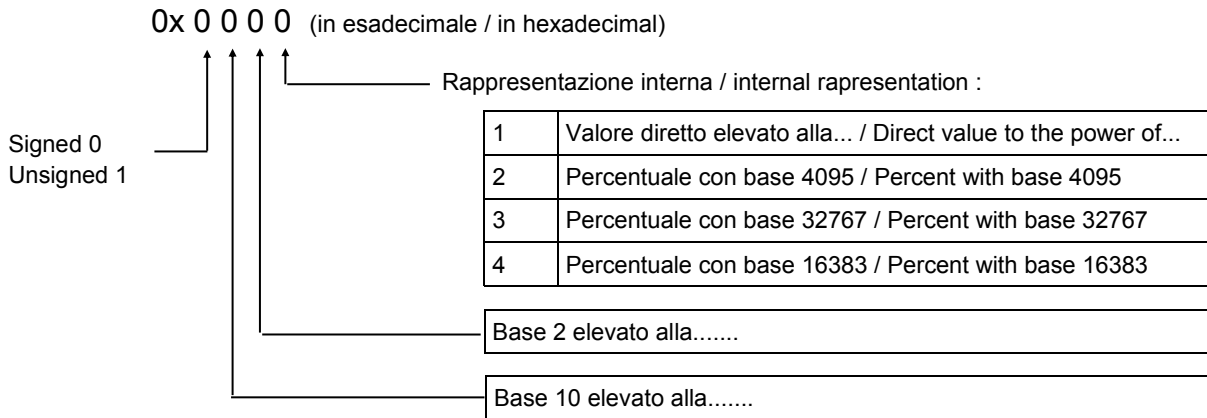 0x 0 0 0 0 (in esadecimale / in hexadecimal)
Rappresentazione interna / internal rapresentation :
Signed 0
Unsigned 1
1 Valore diretto elevato alla... / Direct value to the power of...
2 Percentuale con base 4095 / Percent with base 4095
3 Percentuale con base 32767 / Percent with base 32767
4 Percentuale con base 16383 / Percent with base 16383
Base 2 elevato alla.......
Base 10 elevato alla.......